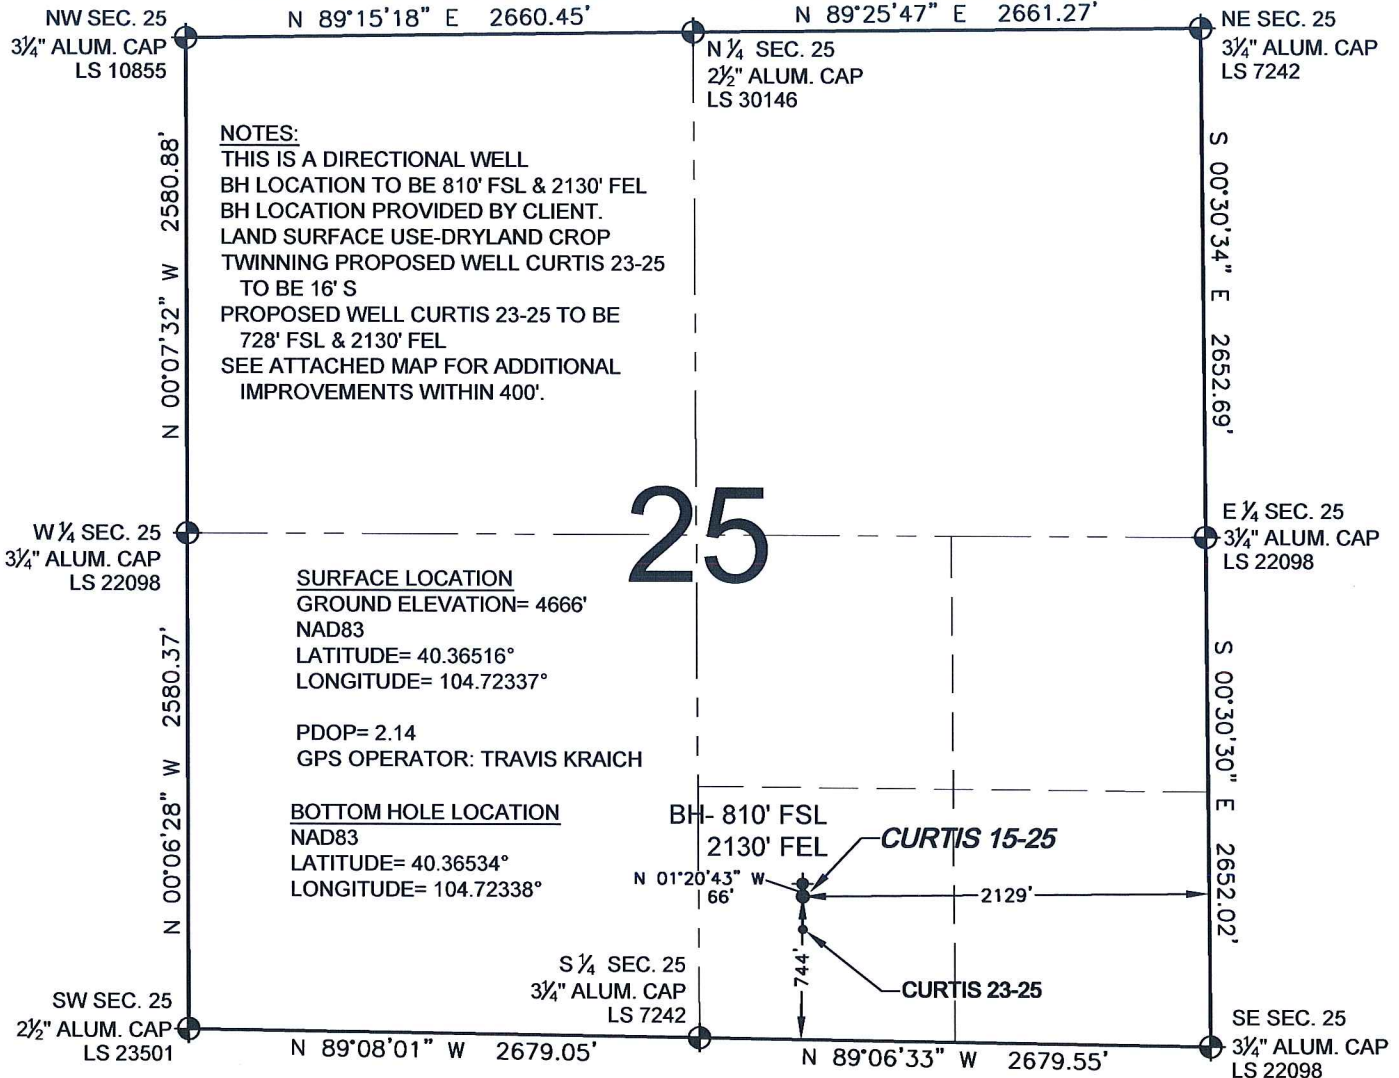 N 89°15'18" E 2660.45'
N 89°25'47" E 2661.27'
NW SEC. 25
3¼" ALUM. CAP
LS 10855
N ¼ SEC. 25
2½" ALUM. CAP
LS 30146
NE SEC. 25
3¼" ALUM. CAP
LS 7242
NOTES:
THIS IS A DIRECTIONAL WELL
BH LOCATION TO BE 810' FSL & 2130' FEL
BH LOCATION PROVIDED BY CLIENT.
LAND SURFACE USE-DRYLAND CROP
TWINNING PROPOSED WELL CURTIS 23-25
TO BE 16' S
PROPOSED WELL CURTIS 23-25 TO BE
728' FSL & 2130' FEL
SEE ATTACHED MAP FOR ADDITIONAL
IMPROVEMENTS WITHIN 400'.
N 00°07'32" W 2580.88'
S 00°30'34" E 2652.69'
25
W ¼ SEC. 25
3¼" ALUM. CAP
LS 22098
E ¼ SEC. 25
3¼" ALUM. CAP
LS 22098
SURFACE LOCATION
GROUND ELEVATION= 4666'
NAD83
LATITUDE= 40.36516°
LONGITUDE= 104.72337°
PDOP= 2.14
GPS OPERATOR: TRAVIS KRAICH
BOTTOM HOLE LOCATION
NAD83
LATITUDE= 40.36534°
LONGITUDE= 104.72338°
N 00°06'28" W 2580.37'
S 00°30'30" E 2652.02'
BH- 810' FSL
2130' FEL
CURTIS 15-25
N 01°20'43" W
66'
2129'
744'
CURTIS 23-25
S ¼ SEC. 25
3¼" ALUM. CAP
LS 7242
SW SEC. 25
2½" ALUM. CAP
LS 23501
SE SEC. 25
3¼" ALUM. CAP
LS 22098
N 89°08'01" W 2679.05'
N 89°06'33" W 2679.55'